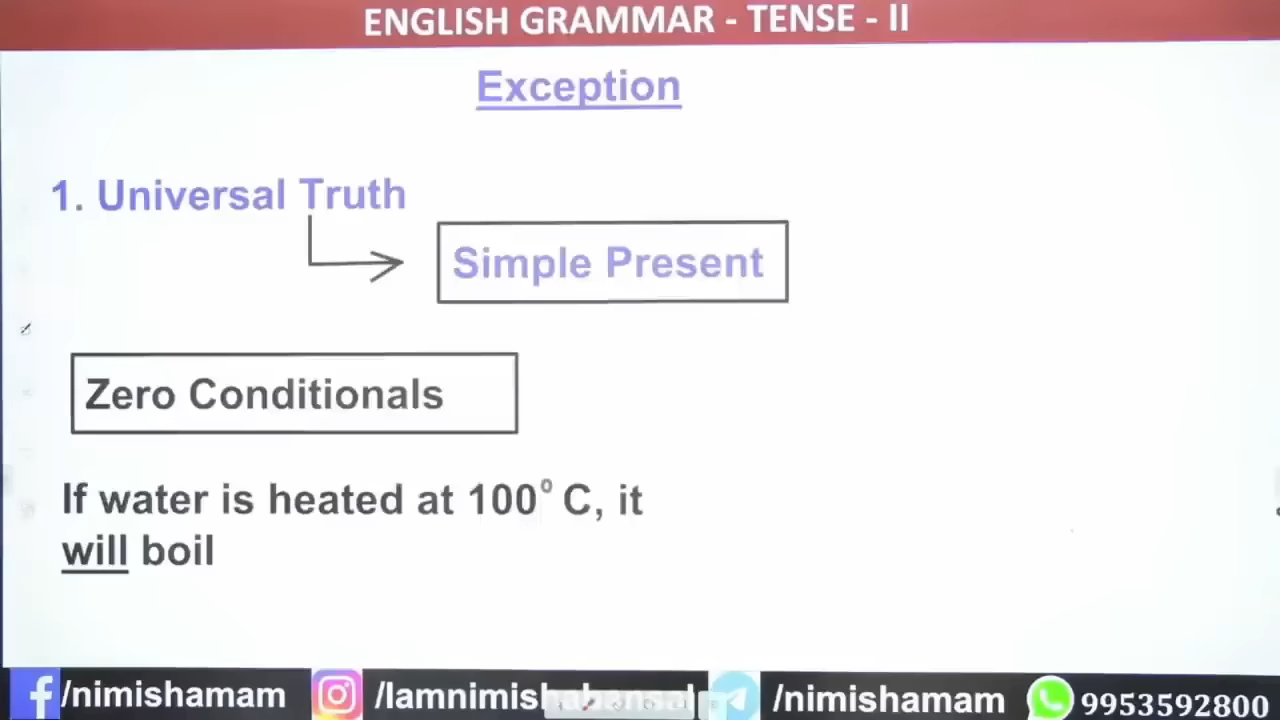 ENGLISH GRAMMAR - TENSE - II
Exception
1. Universal Truth
Simple Present
Zero Conditionals
If water is heated at 100° C, it
will boil
/nimishamam
/Iamnimishabansal
/nimishamam
9953592800